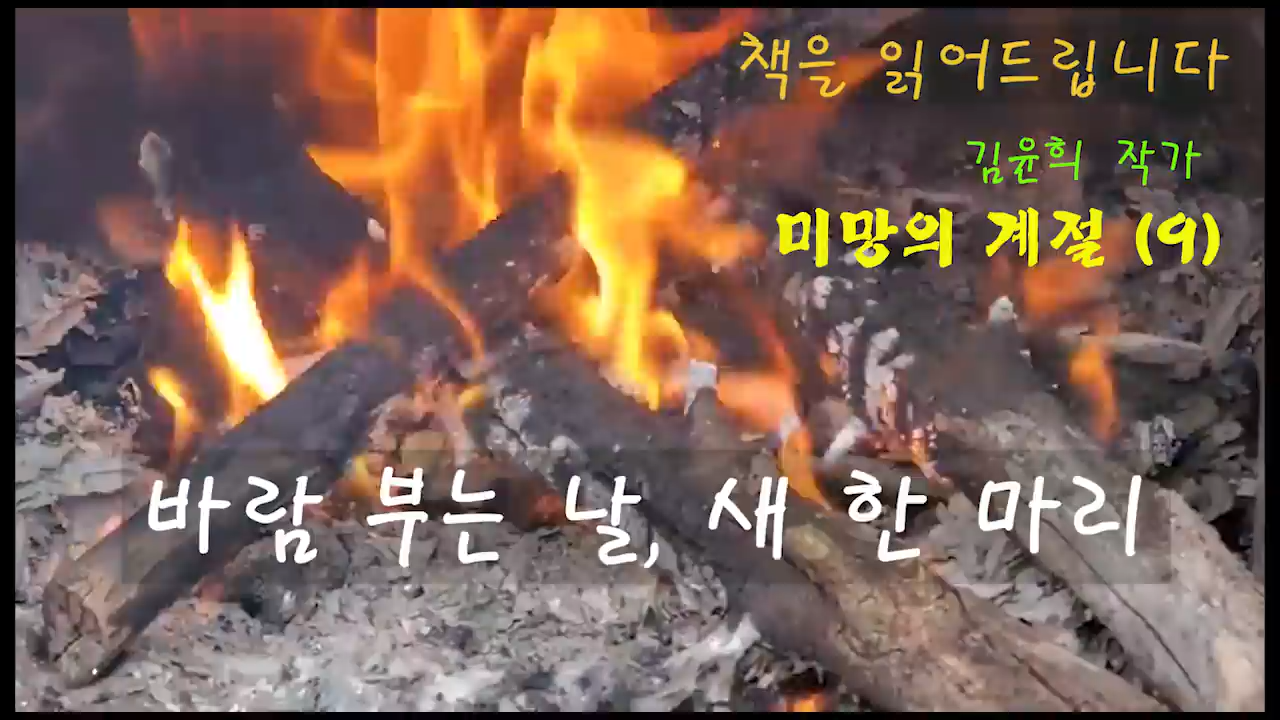 책을 읽어드립니다
김윤희 작가
미망의 계절 (9)
바람 부는 날, 새 한 마리